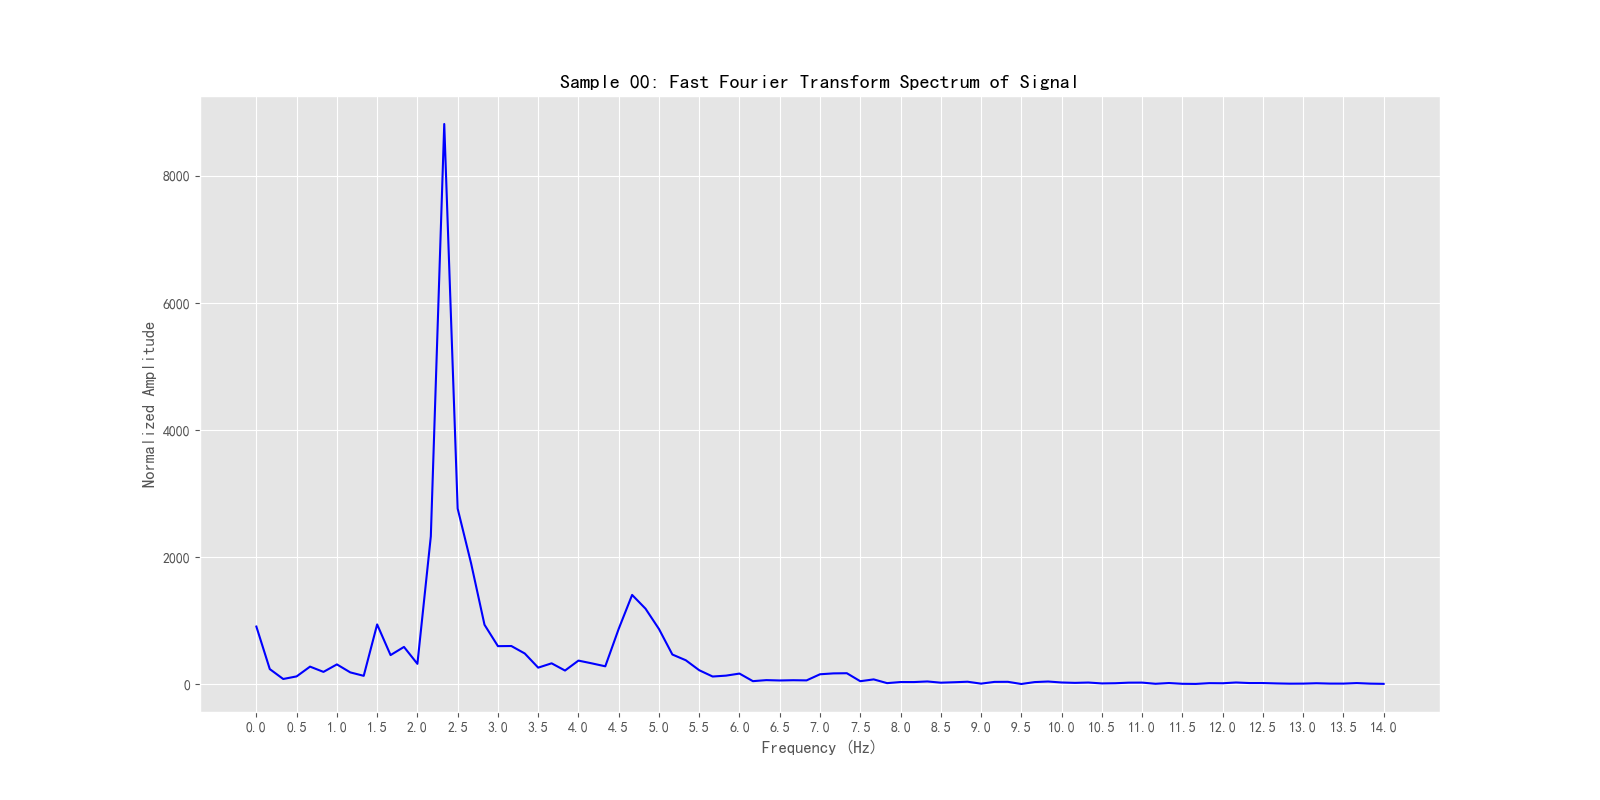 Sample 00: Fast Fourier Transform Spectrum of Signal
8000
6000
4000
2000
0
Normalized Amplitude
0.0 0.5 1.0 1.5 2.0 2.5 3.0 3.5 4.0 4.5 5.0 5.5 6.0 6.5 7.0 7.5 8.0 8.5 9.0 9.5 10.0 10.5 11.0 11.5 12.0 12.5 13.0 13.5 14.0
Frequency (Hz)